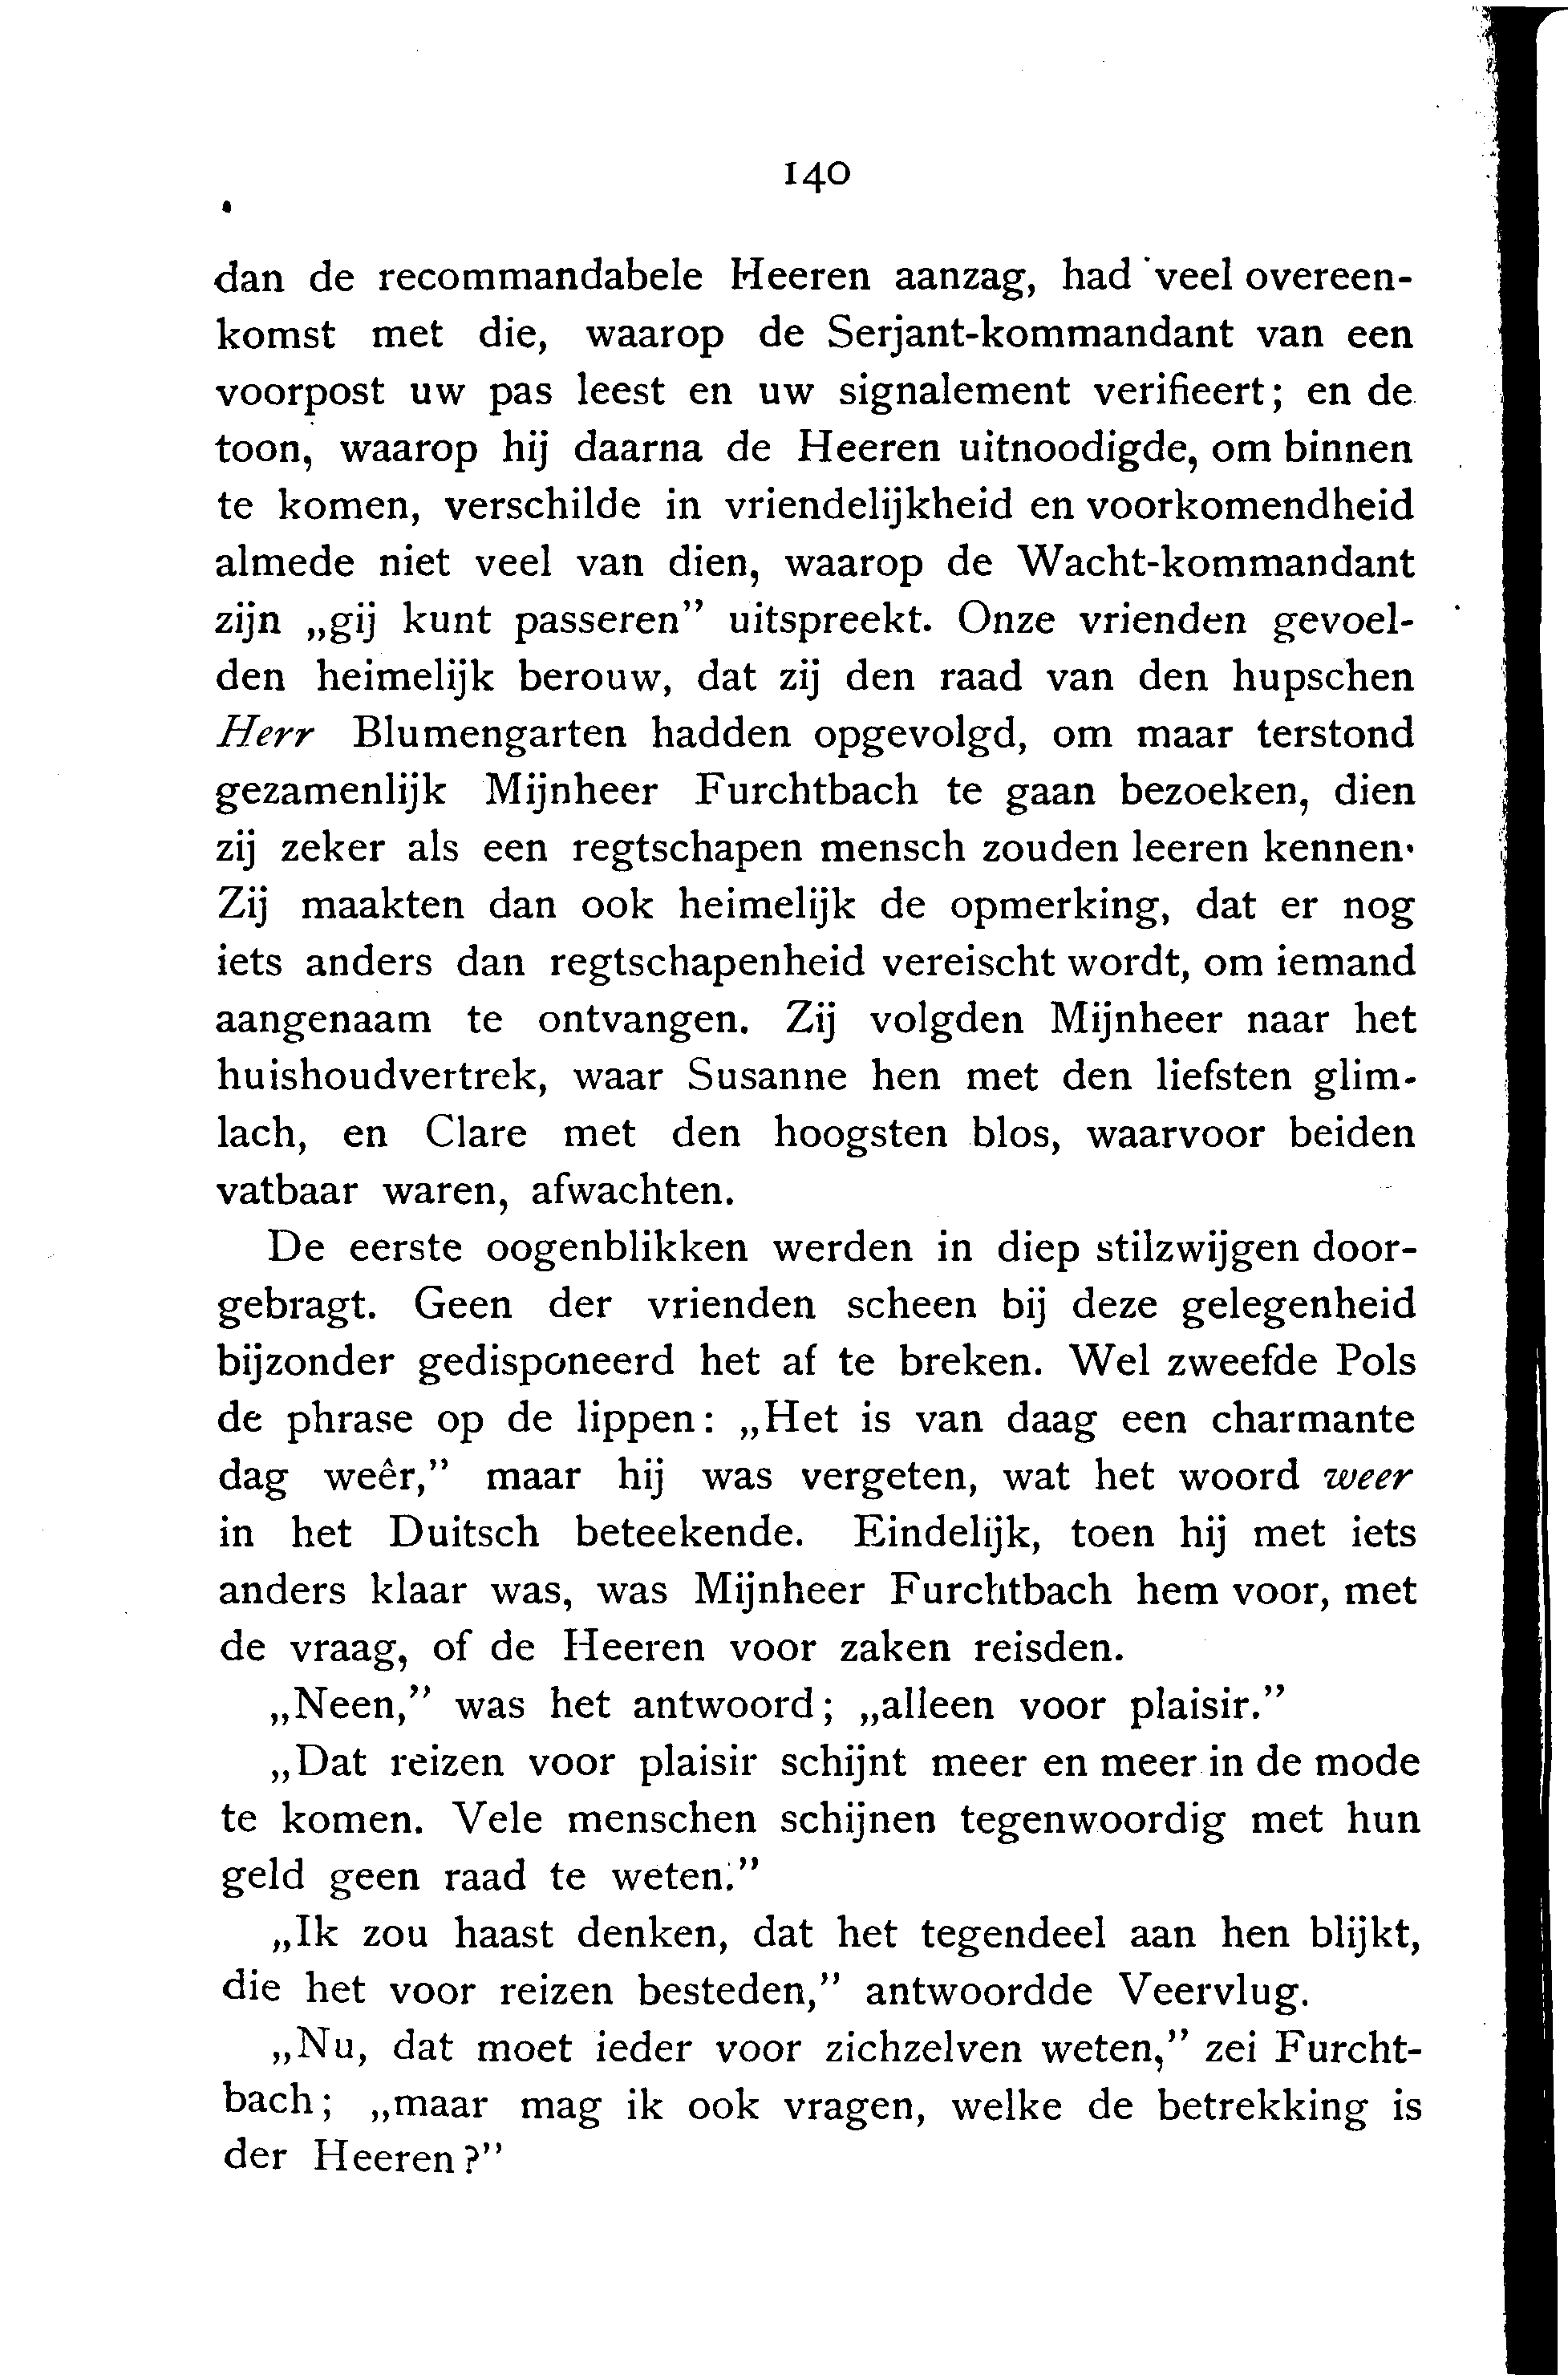 140
dan de recommandabele Heeren aanzag, had veel overeen-
komst met die, waarop de Serjant-kommandant van een
voorpost uw pas leest en uw signalement verifieert; en de
toon, waarop hij daarna de Heeren uitnoodigde, om binnen
te komen, verschilde in vriendelijkheid en voorkomendheid
almede niet veel van dien, waarop de Wacht-kommandant
zijn „gij kunt passeren” uitspreekt. Onze vrienden gevoel-
den heimelijk berouw, dat zij den raad van den hupschen
Herr Blumengarten hadden opgevolgd, om maar terstond
gezamenlijk Mijnheer Furchtbach te gaan bezoeken, dien
zij zeker als een regtschapen mensch zouden leeren kennen.
Zij maakten dan ook heimelijk de opmerking, dat er nog
iets anders dan regtschapenheid vereischt wordt, om iemand
aangenaam te ontvangen. Zij volgden Mijnheer naar het
huishoudvertrek, waar Susanne hen met den liefsten glim-
lach, en Clare met den hoogsten blos, waarvoor beiden
vatbaar waren, afwachten.
De eerste oogenblikken werden in diep stilzwijgen door-
gebragt. Geen der vrienden scheen bij deze gelegenheid
bijzonder gedisponeerd het af te breken. Wel zweefde Pols
de phrase op de lippen: „Het is van daag een charmante
dag weêr,” maar hij was vergeten, wat het woord weer
in het Duitsch beteekende. Eindelijk, toen hij met iets
anders klaar was, was Mijnheer Furchtbach hem voor, met
de vraag, of de Heeren voor zaken reisden.
„Neen,” was het antwoord; „alleen voor plaisir.”
„Dat reizen voor plaisir schijnt meer en meer in de mode
te komen. Vele menschen schijnen tegenwoordig met hun
geld geen raad te weten.”
„Ik zou haast denken, dat het tegendeel aan hen blijkt,
die het voor reizen besteden,” antwoordde Veervlug.
„Nu, dat moet ieder voor zichzelven weten,” zei Furcht-
bach; „maar mag ik ook vragen, welke de betrekking is
der Heeren?”